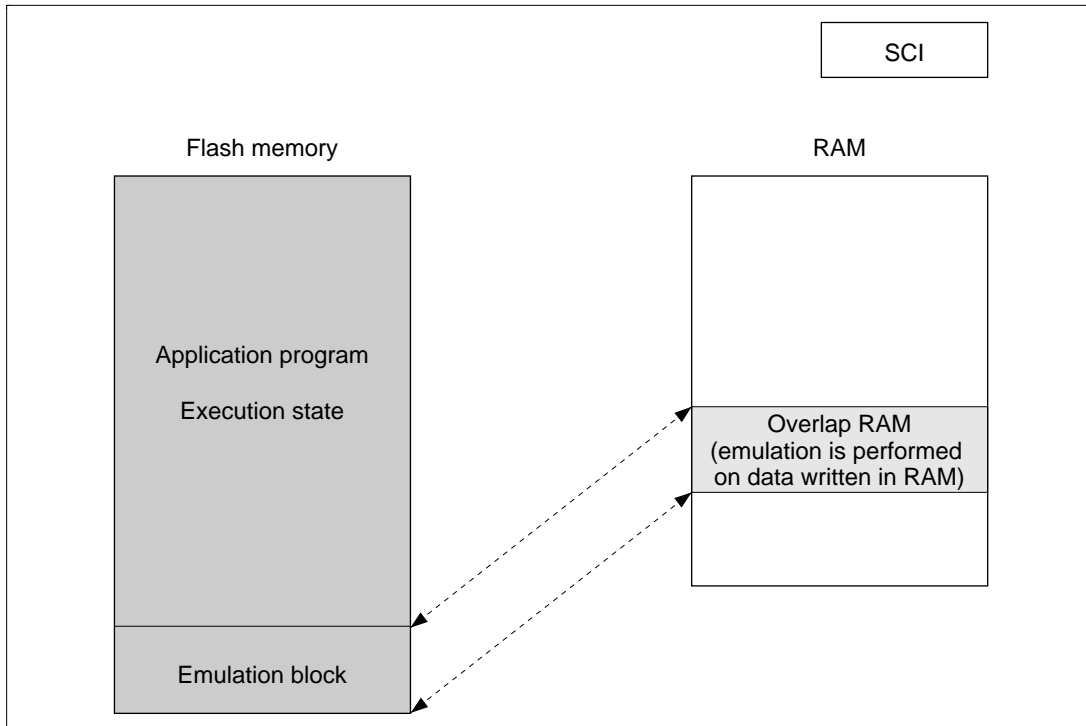 SCI
Flash memory
RAM
Application program
Execution state
Overlap RAM
(emulation is performed
on data written in RAM)
Emulation block